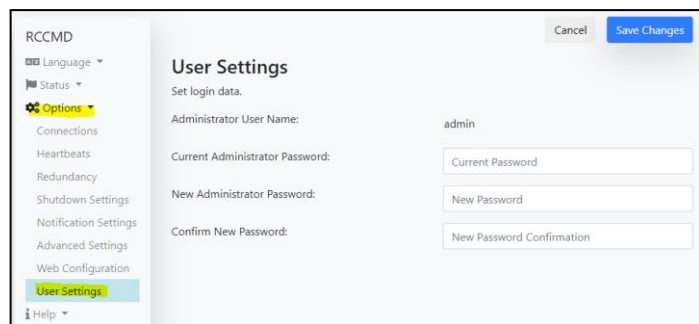 RCCMD
Language
Status
Options
Connections
Heartbeats
Redundancy
Shutdown Settings
Notification Settings
Advanced Settings
Web Configuration
User Settings
Help
Cancel
Save Changes
User Settings
Set login data.
Administrator User Name:
admin
Current Administrator Password:
Current Password
New Administrator Password:
New Password
Confirm New Password:
New Password Confirmation